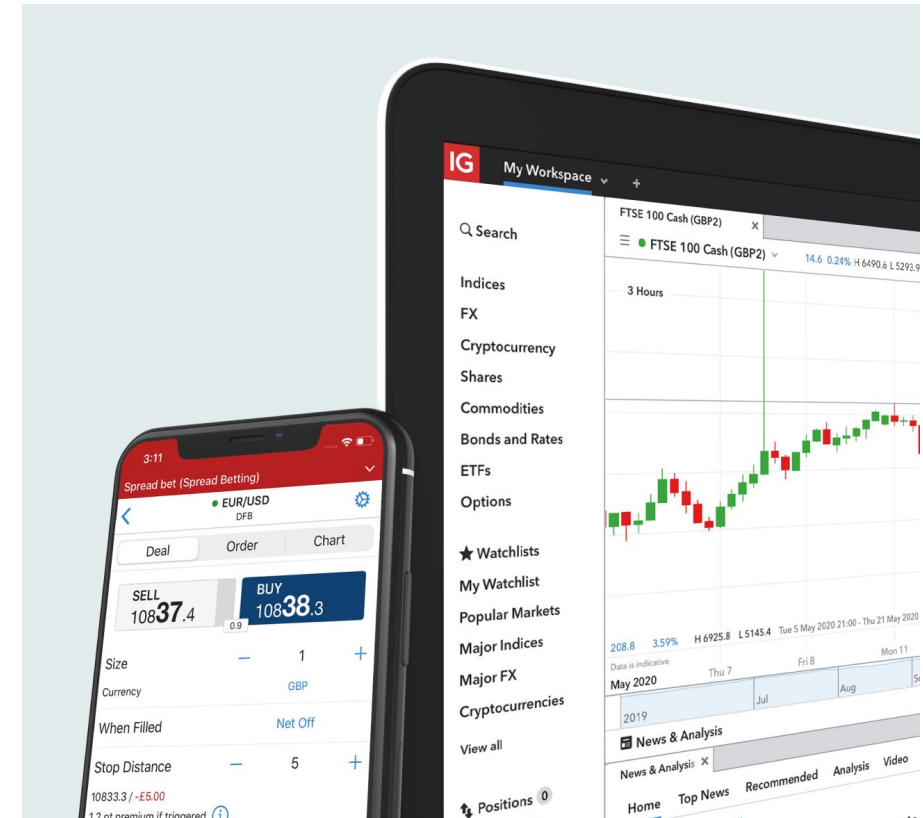 IG
My Workspace
+
Search
Indices
FX
Cryptocurrency
Shares
Commodities
Bonds and Rates
ETFs
Options
Watchlists
My Watchlist
Popular Markets
Major Indices
Major FX
Cryptocurrencies
View all
Positions 0
FTSE 100 Cash (GBP2) ×
FTSE 100 Cash (GBP2)
14.6 0.24% H 6490.6 L 5293.9
3 Hours
208.8 3.59% H 6925.8 L 5145.4 Tue 5 May 2020 21:00 - Thu 21 May 2020
Data is indicative
May 2020 Thu 7 Fri 8 Mon 11
2019 Jul Aug
News & Analysis
News & Analysis ×
Home Top News Recommended Analysis Video
3:11
Spread bet (Spread Betting)
EUR/USD
DFB
Deal Order Chart
SELL
10837.4
BUY
10838.3
0.9
Size − 1 +
Currency GBP
When Filled Net Off
Stop Distance − 5 +
10833.3 / -£5.00
1.2 pt premium if triggered